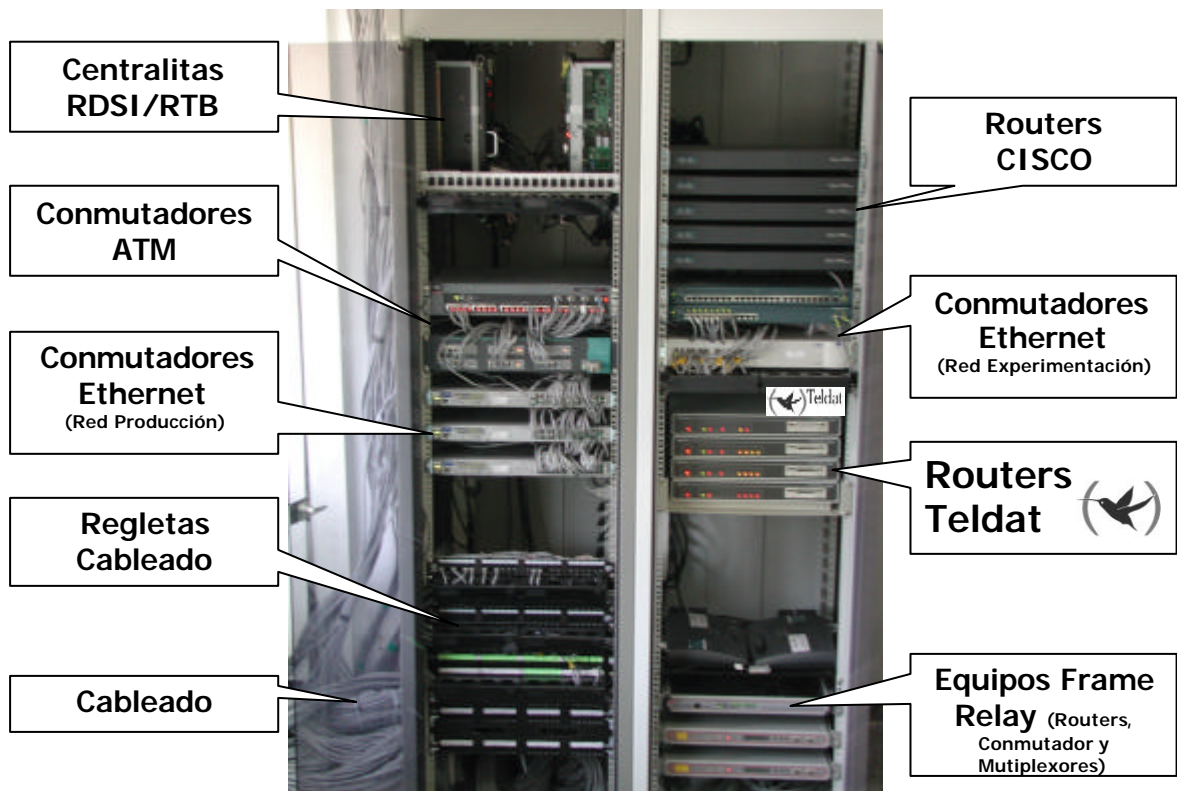 Centralitas
RDSI/RTB
Conmutadores
ATM
Conmutadores
Ethernet
(Red Producción)
Regletas
Cableado
Cableado
Routers
CISCO
Conmutadores
Ethernet
(Red Experimentación)
Teldat
Routers
Teldat
Equipos Frame
Relay (Routers,
Conmutador y
Mutiplexores)